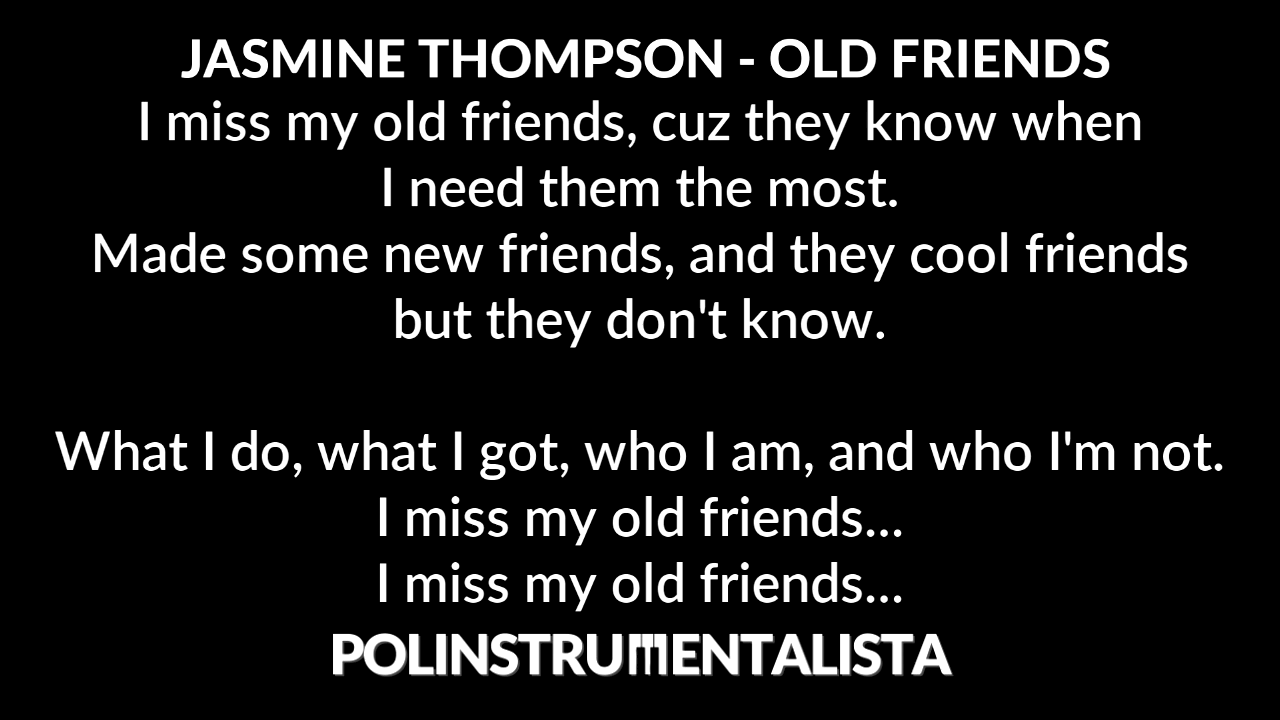 JASMINE THOMPSON - OLD FRIENDS
I miss my old friends, cuz they know when
I need them the most.
Made some new friends, and they cool friends
but they don't know.
What I do, what I got, who I am, and who I'm not.
I miss my old friends...
I miss my old friends...
POLINSTRUMENTALISTA